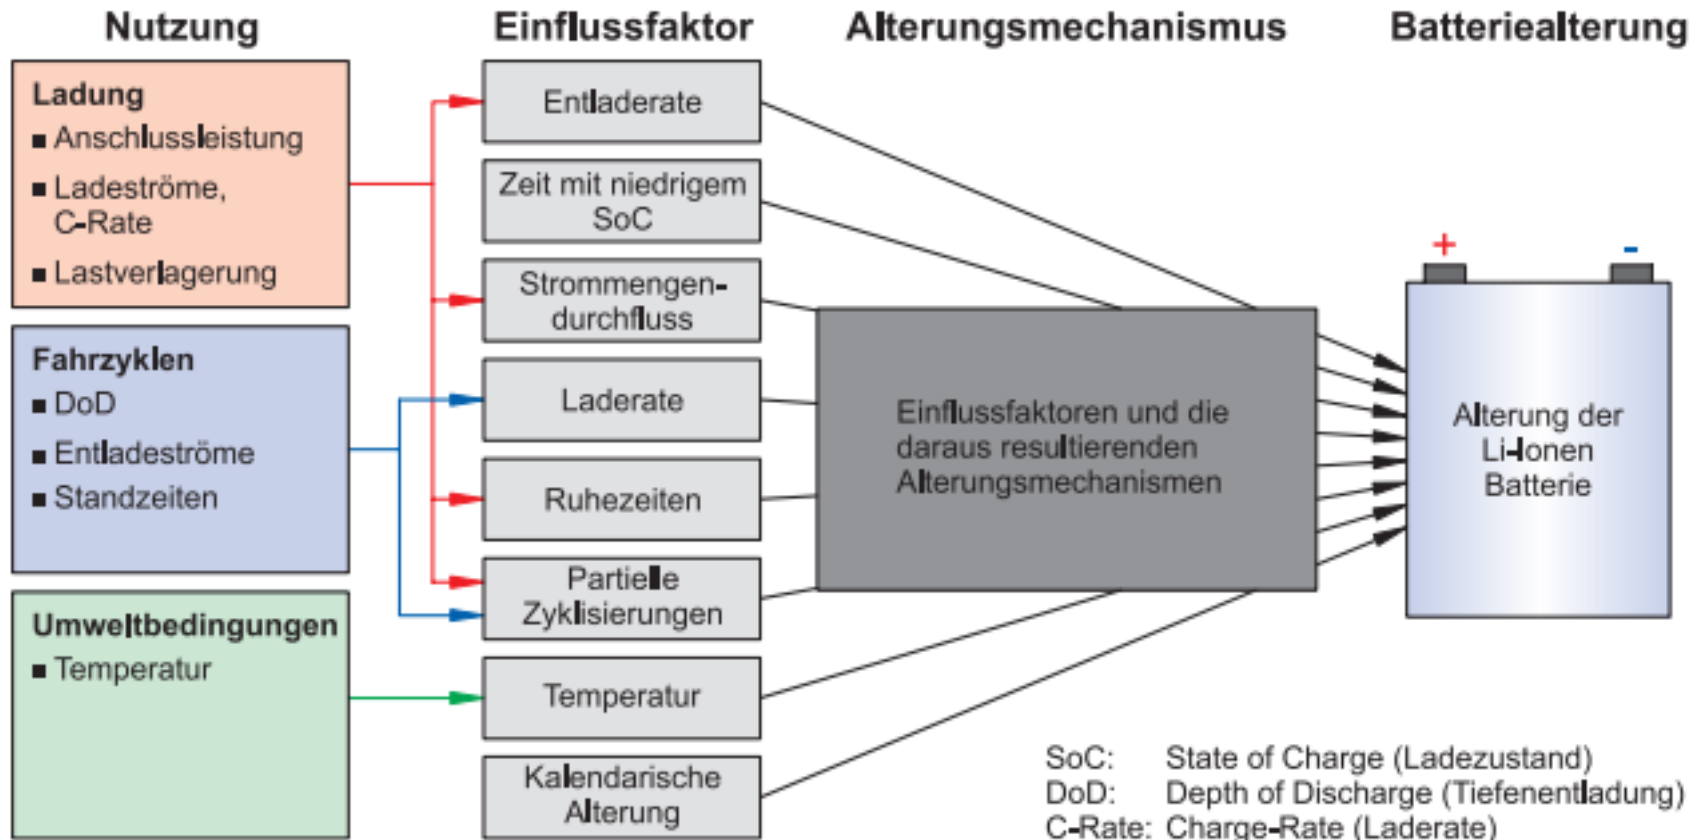 Nutzung
Einflussfaktor
Alterungsmechanismus
Batteriealterung
Ladung
▪ Anschlussleistung
▪ Ladeströme,
C-Rate
▪ Lastverlagerung
Fahrzyklen
▪ DoD
▪ Entladeströme
▪ Standzeiten
Umweltbedingungen
▪ Temperatur
Entladerate
Zeit mit niedrigem
SoC
Strommengen-
durchfluss
Laderate
Ruhezeiten
Partielle
Zyklisierungen
Temperatur
Kalendarische
Alterung
Einflussfaktoren und die
daraus resultierenden
Alterungsmechanismen
+
-
Alterung der
Li-Ionen
Batterie
SoC: State of Charge (Ladezustand)
DoD: Depth of Discharge (Tiefenentladung)
C-Rate: Charge-Rate (Laderate)